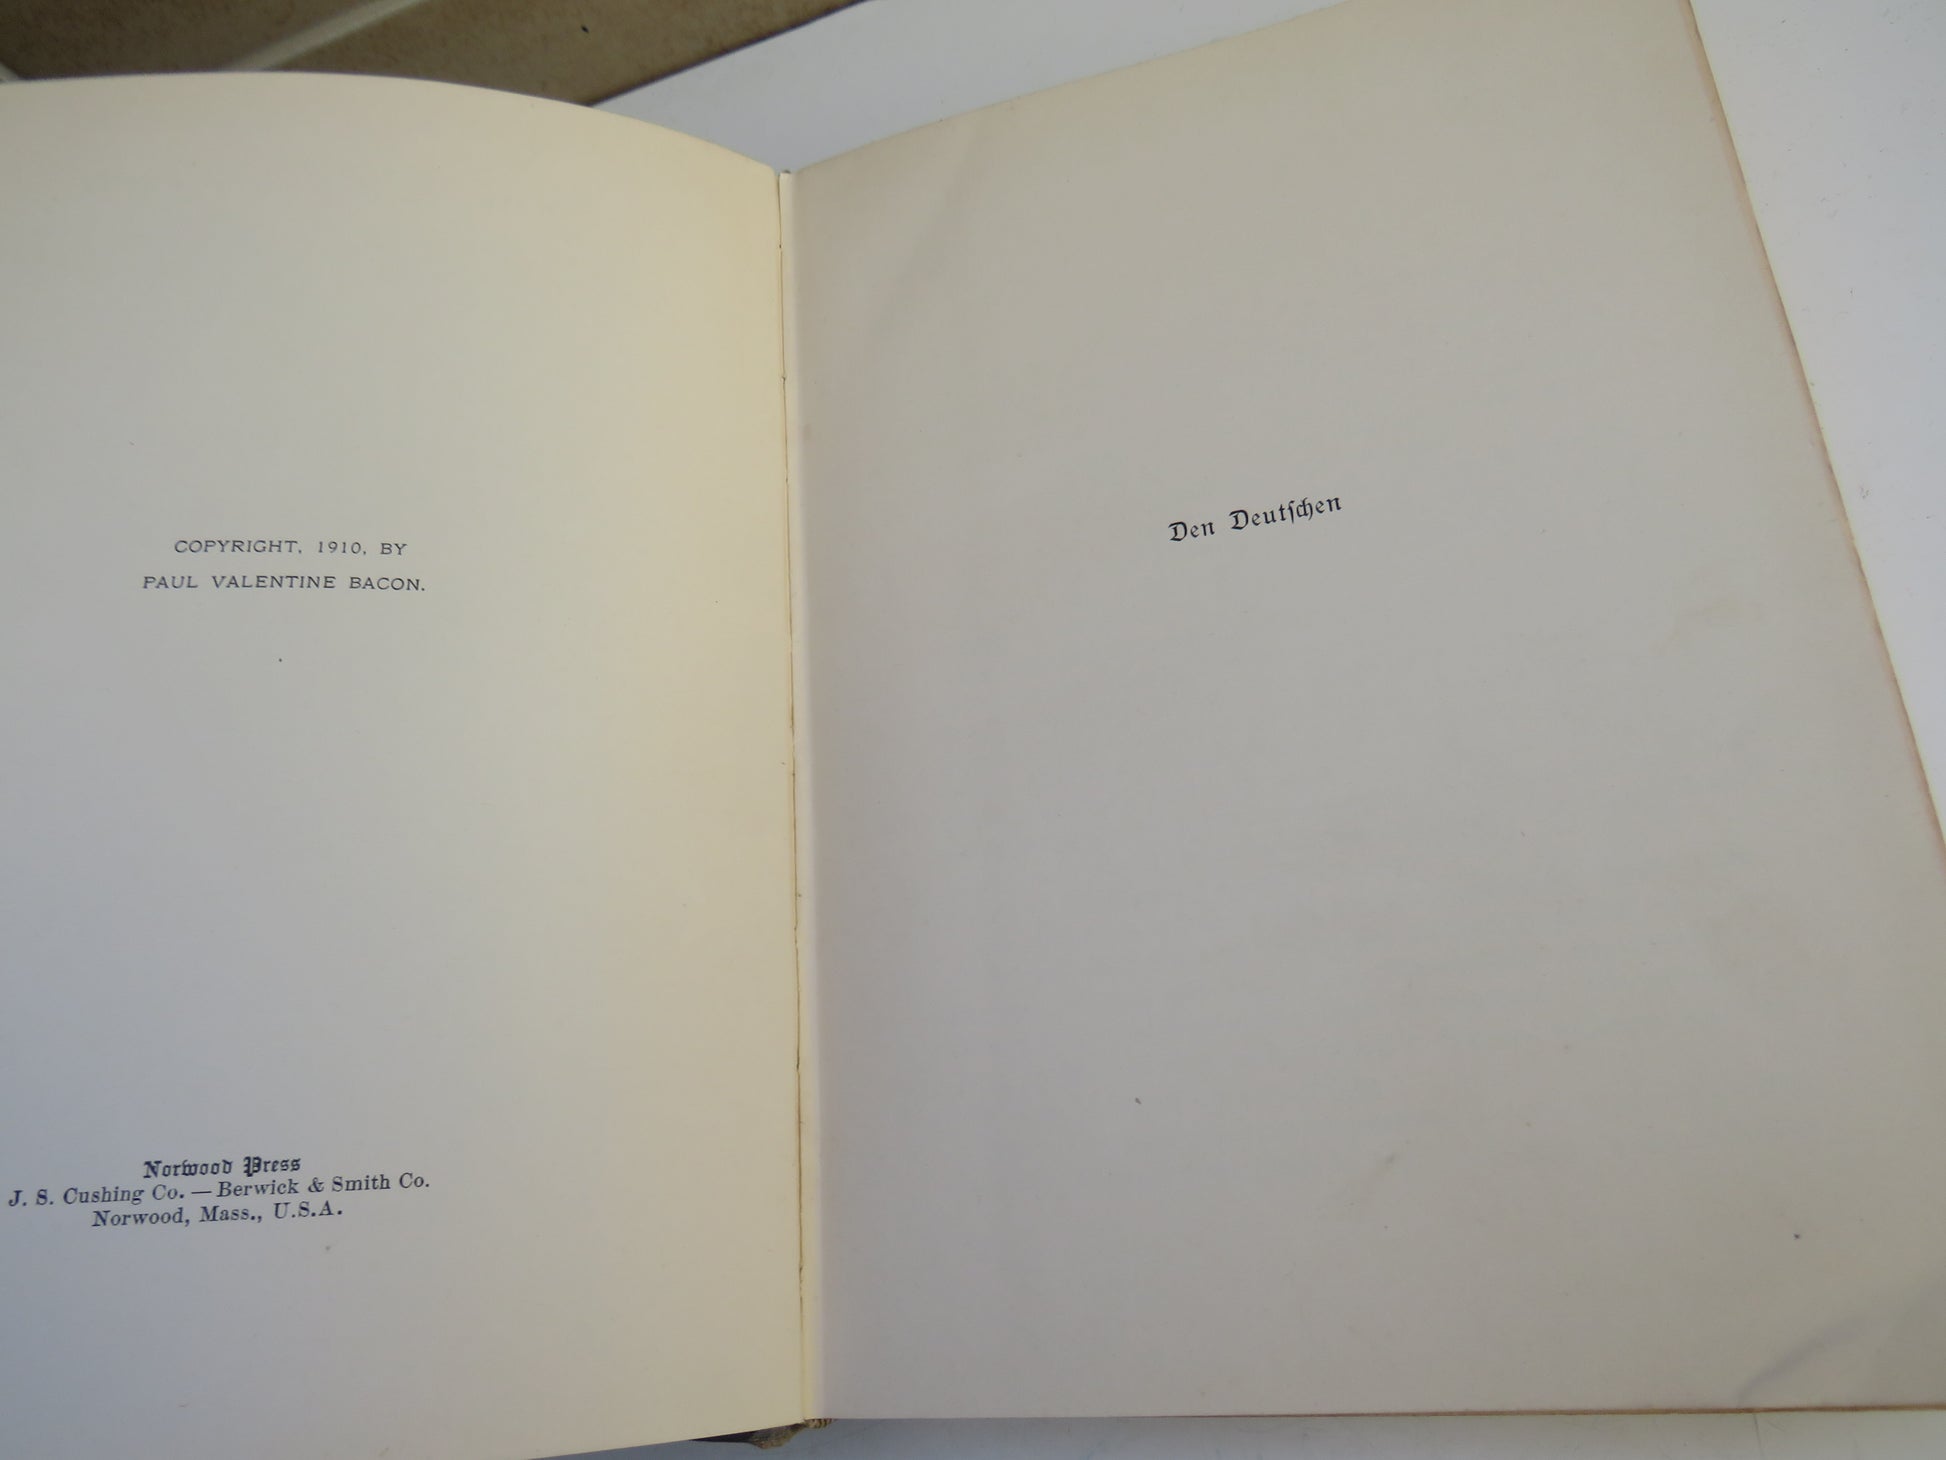 COPYRIGHT, 1910, BY
PAUL VALENTINE BACON.
Norwood Press
J. S. Cushing Co. — Berwick & Smith Co.
Norwood, Mass., U.S.A.
Den Deutſchen